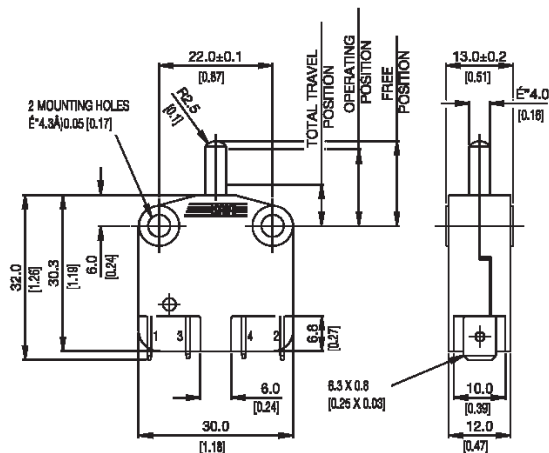 22.0±0.1
[0.87]
2 MOUNTING HOLES
É"4.3Â)0.05 [0.17]
R2.5
[0.1]
TOTAL TRAVEL
POSITION
OPERATING
POSITION
FREE
POSITION
13.0±0.2
[0.51]
É"4.0
[0.16]
32.0
[1.26]
30.3
[1.19]
6.0
[0.24]
1 3 4 2
6.8
[0.27]
6.0
[0.24]
30.0
[1.18]
6.3 X 0.8
[0.25 X 0.03]
10.0
[0.39]
12.0
[0.47]